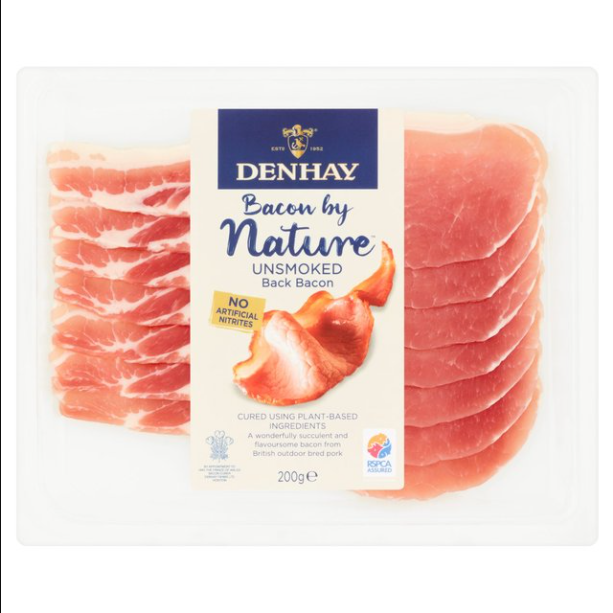 ESTD 1952
DENHAY
Bacon by
Nature™
UNSMOKED
Back Bacon
NO
ARTIFICIAL
NITRITES
CURED USING PLANT-BASED
INGREDIENTS
A wonderfully succulent and
flavoursome bacon from
British outdoor bred pork
RSPCA
ASSURED
200g℮